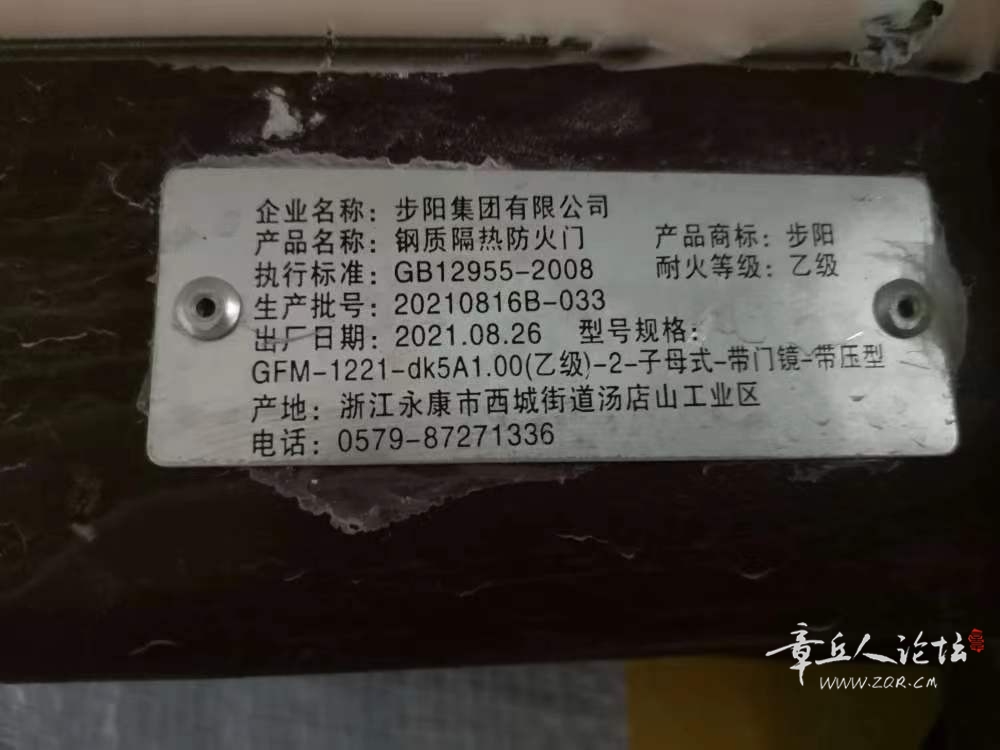 企业名称：步阳集团有限公司
产品名称：钢质隔热防火门 产品商标：步阳
执行标准：GB12955-2008 耐火等级：乙级
生产批号：20210816B-033
出厂日期：2021.08.26 型号规格：
GFM-1221-dk5A1.00(乙级)-2-子母式-带门镜-带压型
产地：浙江永康市西城街道汤店山工业区
电话：0579-87271336
章丘人论坛
WWW.ZQR.CM